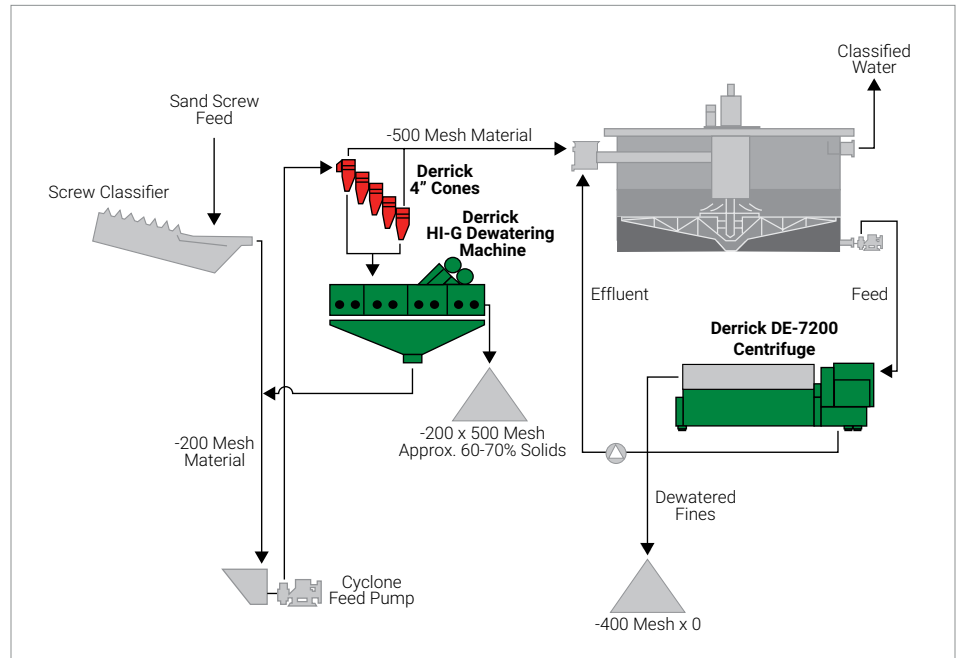 Sand Screw
Feed
Screw Classifier
-500 Mesh Material
Derrick
4” Cones
Derrick
HI-G Dewatering
Machine
Classified
Water
Effluent
Feed
Derrick DE-7200
Centrifuge
-200 x 500 Mesh
Approx. 60-70% Solids
-200 Mesh
Material
Dewatered
Fines
Cyclone
Feed Pump
-400 Mesh x 0